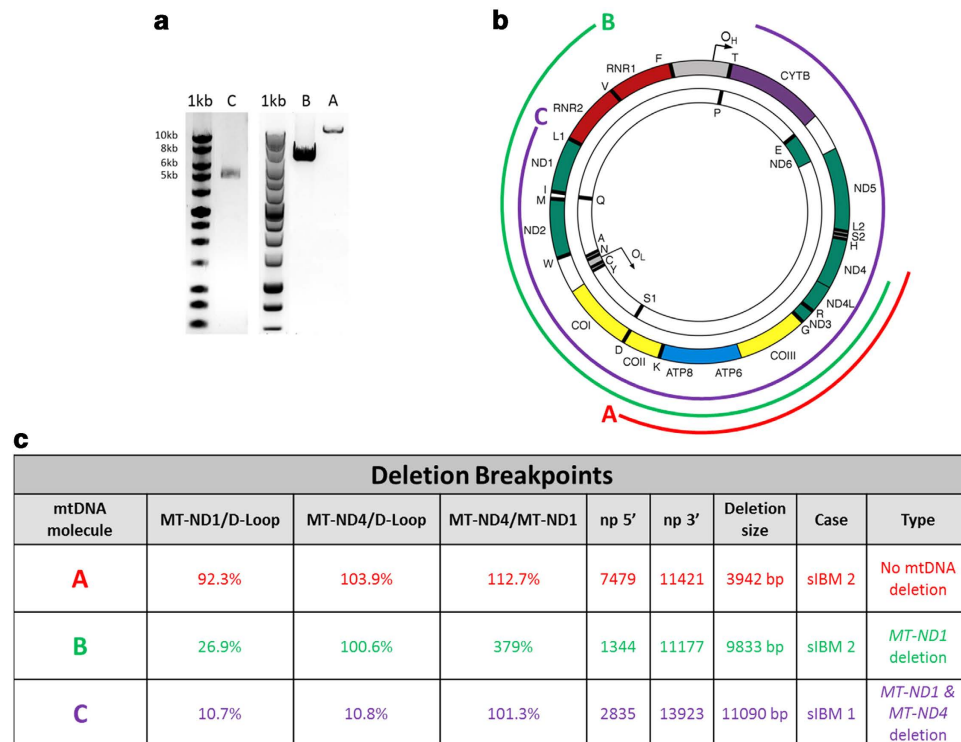 a
1kb C 1kb B A
10kb
8kb
6kb
5kb
b
B
C
A
O_H
F
T
RNR1
CYTB
V
P
RNR2
E
L1
ND6
ND1
ND5
I
M
Q
L2
S2
H
ND2
A
N
C
Y
O_L
W
ND4
S1
ND4L
R
ND3
G
COI
D
COII
K
ATP8
ATP6
COIII
c
Deletion Breakpoints
mtDNA molecule MT-ND1/D-Loop MT-ND4/D-Loop MT-ND4/MT-ND1 np 5’ np 3’ Deletion size Case Type
A 92.3% 103.9% 112.7% 7479 11421 3942 bp sIBM 2 No mtDNA deletion
B 26.9% 100.6% 379% 1344 11177 9833 bp sIBM 2 MT-ND1 deletion
C 10.7% 10.8% 101.3% 2835 13923 11090 bp sIBM 1 MT-ND1 & MT-ND4 deletion